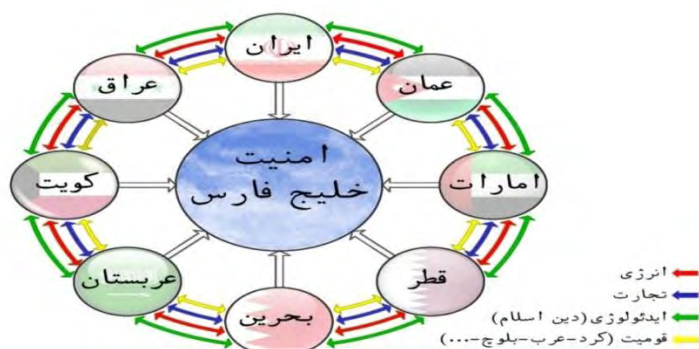 ایران
عراق
عمان
امنیت
خلیج فارس
کویت
امارات
عربستان
قطر
بحرین
انرژی
تجارت
ایدئولوژی(دین اسلام)
قومیت (کرد-عرب-بلوچ-...)